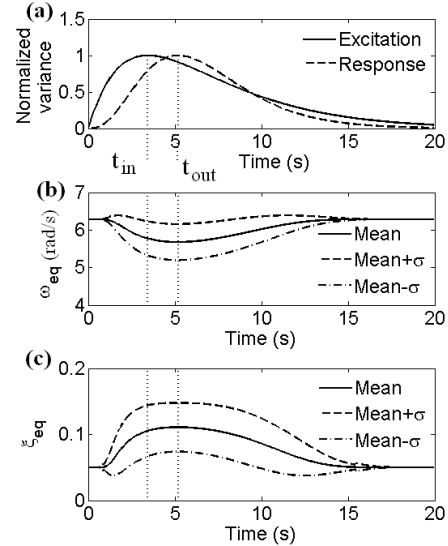 (a)
Normalized variance
1
0.5
0
Excitation
Response
0 5 10 15 20
t_in t_out
Time (s)
(b)
ω_eq (rad/s)
7
6
5
4
Mean
Mean+σ
Mean-σ
0 5 10 15 20
Time (s)
(c)
ξ_eq
0.2
0.1
0
Mean
Mean+σ
Mean-σ
0 5 10 15 20
Time (s)